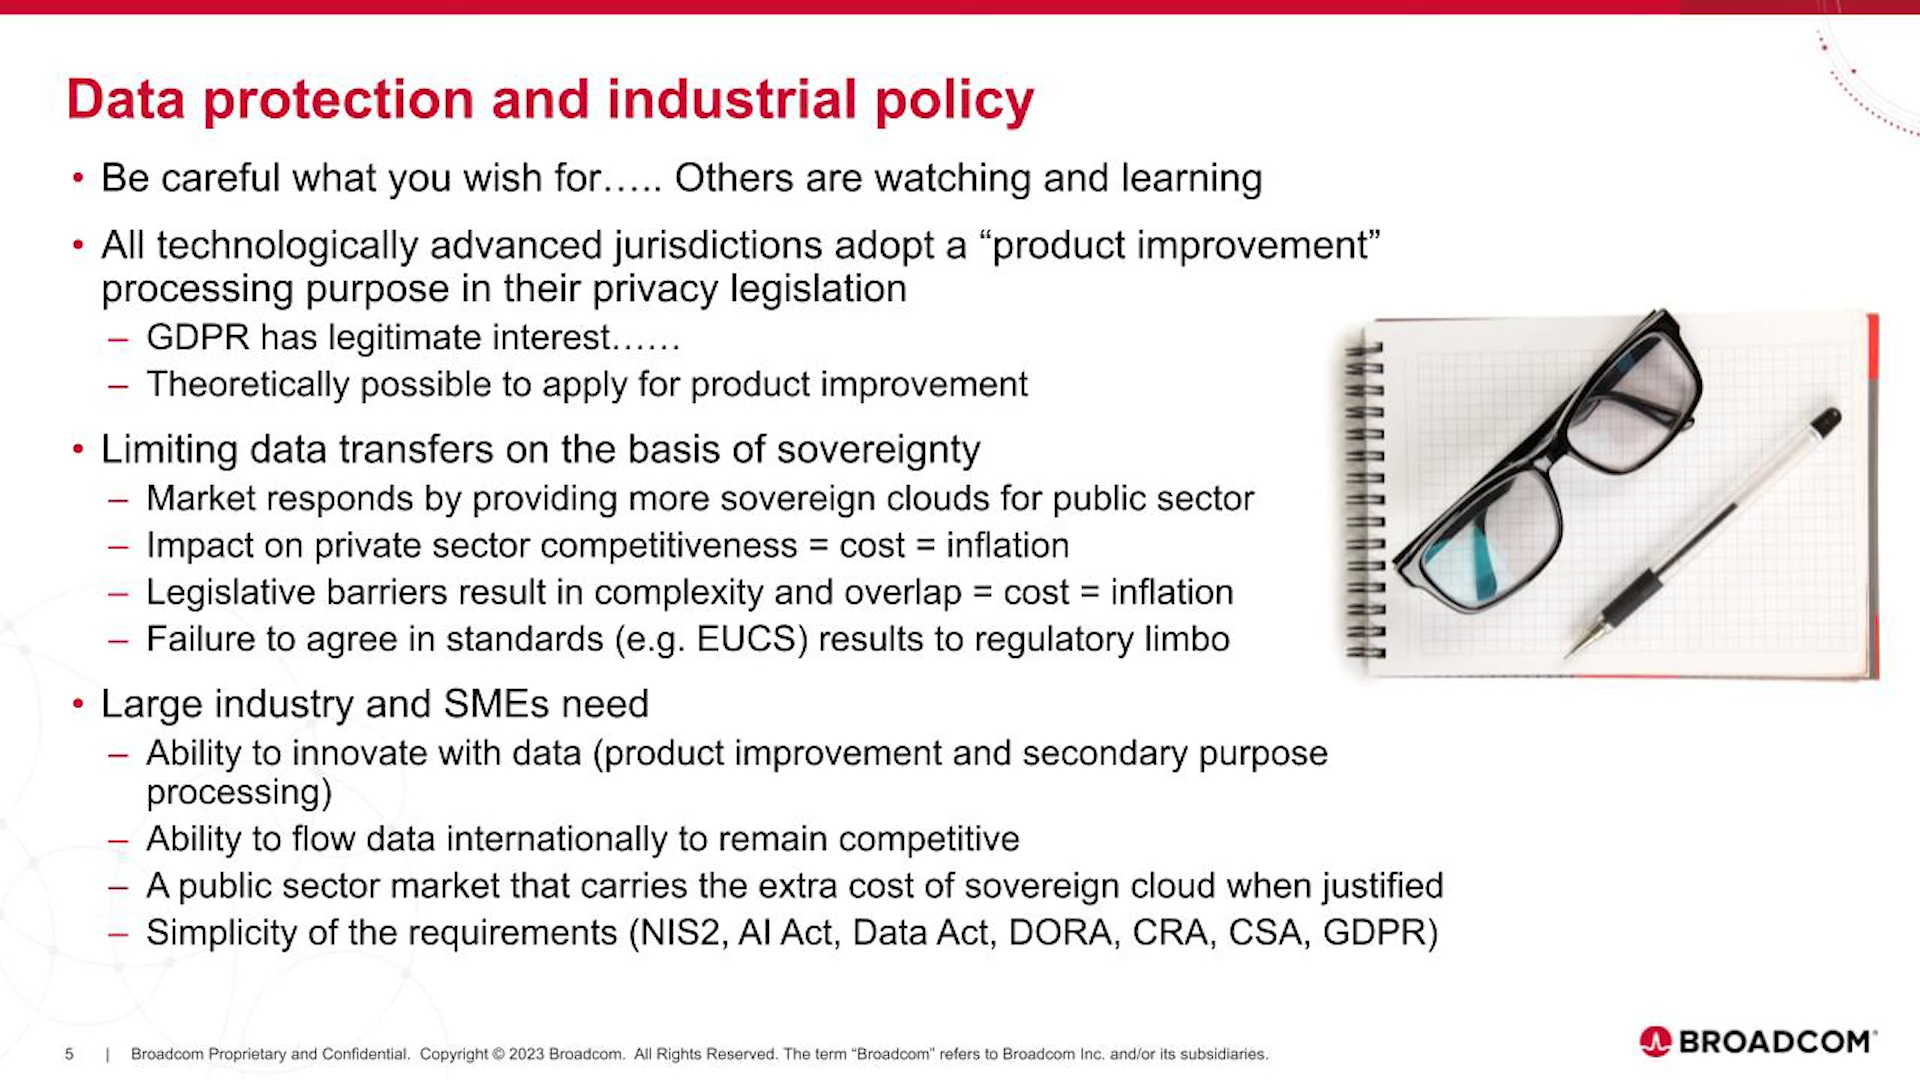 Data protection and industrial policy
• Be careful what you wish for….. Others are watching and learning
• All technologically advanced jurisdictions adopt a “product improvement”
processing purpose in their privacy legislation
– GDPR has legitimate interest……
– Theoretically possible to apply for product improvement
• Limiting data transfers on the basis of sovereignty
– Market responds by providing more sovereign clouds for public sector
– Impact on private sector competitiveness = cost = inflation
– Legislative barriers result in complexity and overlap = cost = inflation
– Failure to agree in standards (e.g. EUCS) results to regulatory limbo
• Large industry and SMEs need
– Ability to innovate with data (product improvement and secondary purpose
processing)
– Ability to flow data internationally to remain competitive
– A public sector market that carries the extra cost of sovereign cloud when justified
– Simplicity of the requirements (NIS2, AI Act, Data Act, DORA, CRA, CSA, GDPR)
5 | Broadcom Proprietary and Confidential. Copyright © 2023 Broadcom. All Rights Reserved. The term “Broadcom” refers to Broadcom Inc. and/or its subsidiaries.
BROADCOM